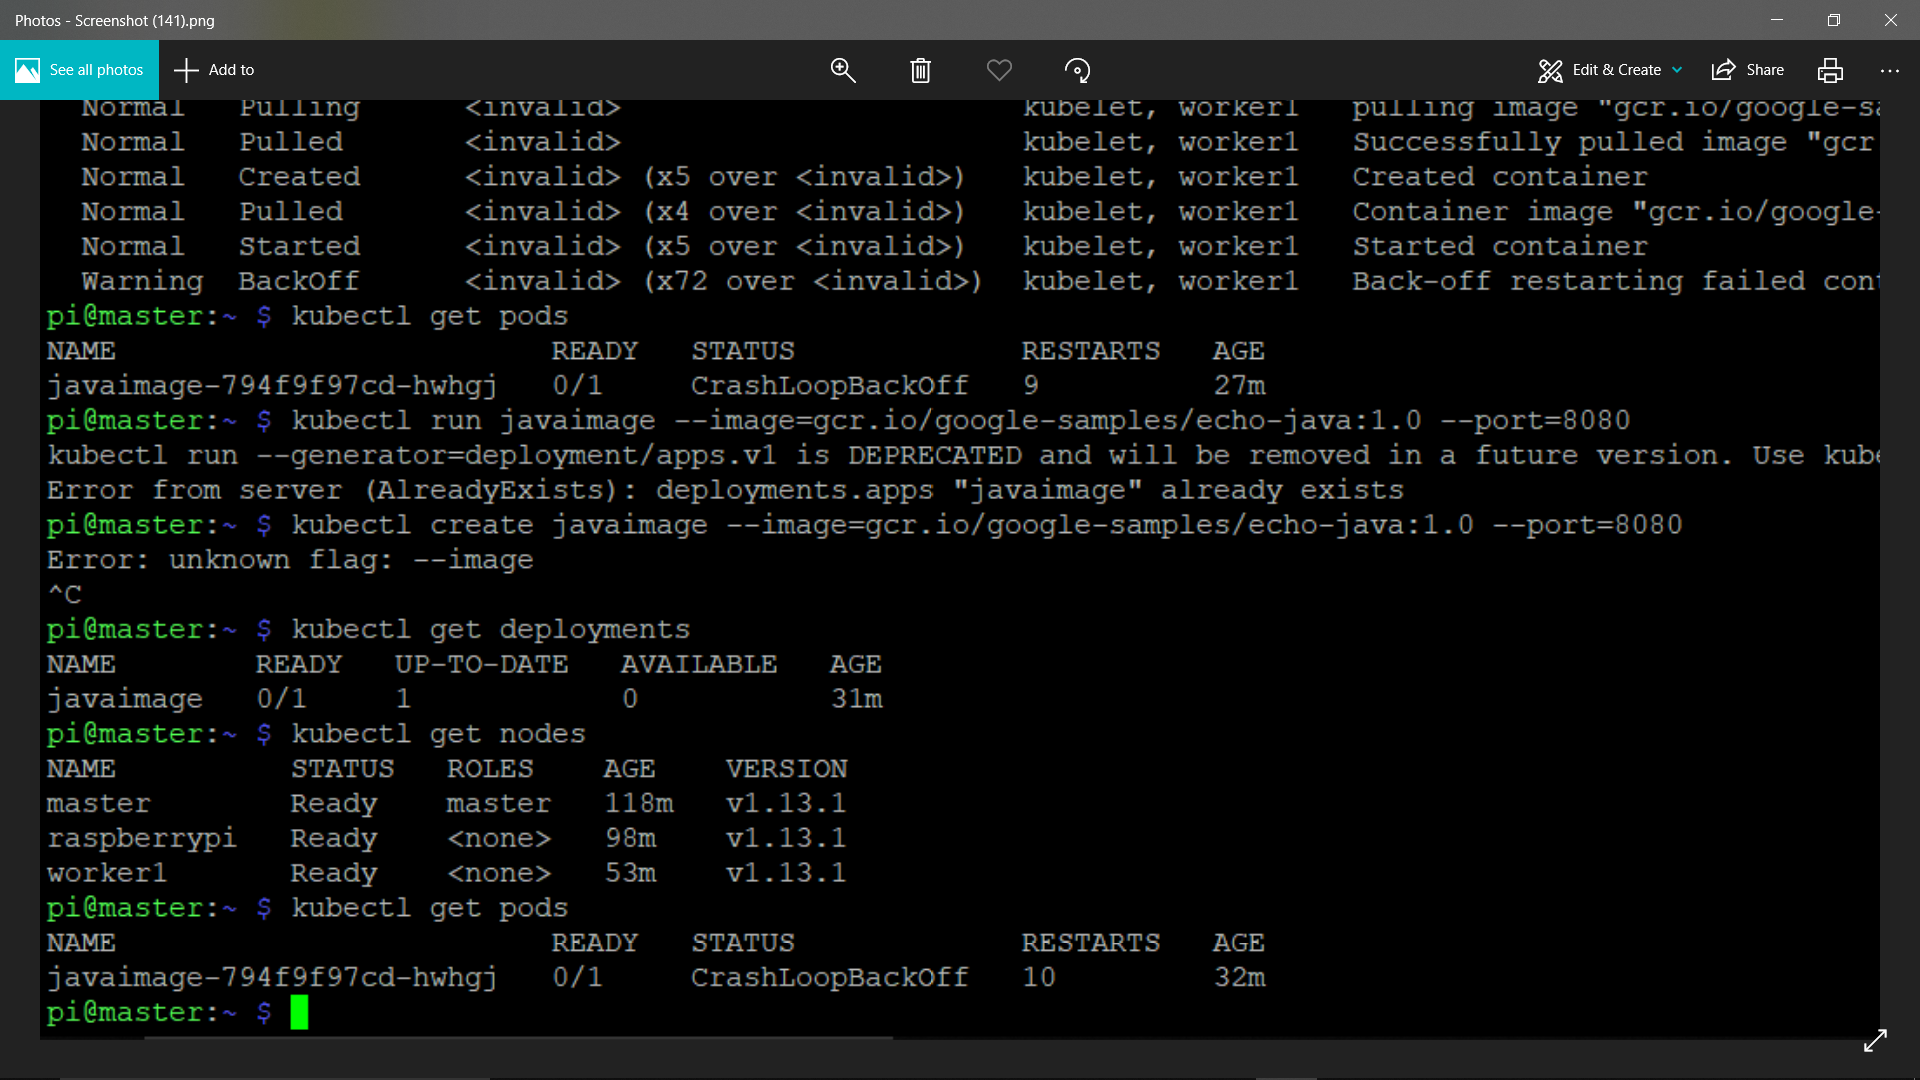 Photos - Screenshot (141).png
See all photos
Add to
Edit & Create
Share
Normal Pulling <invalid> kubelet, worker1 pulling image "gcr.io/google-sa
Normal Pulled <invalid> kubelet, worker1 Successfully pulled image "gcr
Normal Created <invalid> (x5 over <invalid>) kubelet, worker1 Created container
Normal Pulled <invalid> (x4 over <invalid>) kubelet, worker1 Container image "gcr.io/google-
Normal Started <invalid> (x5 over <invalid>) kubelet, worker1 Started container
Warning BackOff <invalid> (x72 over <invalid>) kubelet, worker1 Back-off restarting failed con
pi@master:~ $ kubectl get pods
NAME READY STATUS RESTARTS AGE
javaimage-794f9f97cd-hwhgj 0/1 CrashLoopBackOff 9 27m
pi@master:~ $ kubectl run javaimage --image=gcr.io/google-samples/echo-java:1.0 --port=8080
kubectl run --generator=deployment/apps.v1 is DEPRECATED and will be removed in a future version. Use kube
Error from server (AlreadyExists): deployments.apps "javaimage" already exists
pi@master:~ $ kubectl create javaimage --image=gcr.io/google-samples/echo-java:1.0 --port=8080
Error: unknown flag: --image
^C
pi@master:~ $ kubectl get deployments
NAME READY UP-TO-DATE AVAILABLE AGE
javaimage 0/1 1 0 31m
pi@master:~ $ kubectl get nodes
NAME STATUS ROLES AGE VERSION
master Ready master 118m v1.13.1
raspberrypi Ready <none> 98m v1.13.1
worker1 Ready <none> 53m v1.13.1
pi@master:~ $ kubectl get pods
NAME READY STATUS RESTARTS AGE
javaimage-794f9f97cd-hwhgj 0/1 CrashLoopBackOff 10 32m
pi@master:~ $